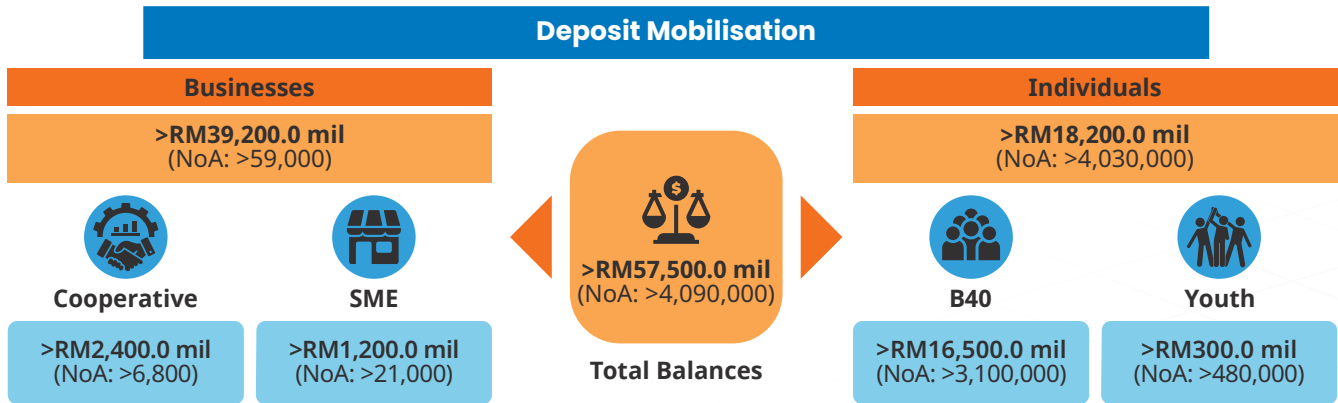 Deposit Mobilisation
Businesses
>RM39,200.0 mil
(NoA: >59,000)
Cooperative
>RM2,400.0 mil
(NoA: >6,800)
SME
>RM1,200.0 mil
(NoA: >21,000)
$
>RM57,500.0 mil
(NoA: >4,090,000)
Total Balances
Individuals
>RM18,200.0 mil
(NoA: >4,030,000)
B40
>RM16,500.0 mil
(NoA: >3,100,000)
Youth
>RM300.0 mil
(NoA: >480,000)